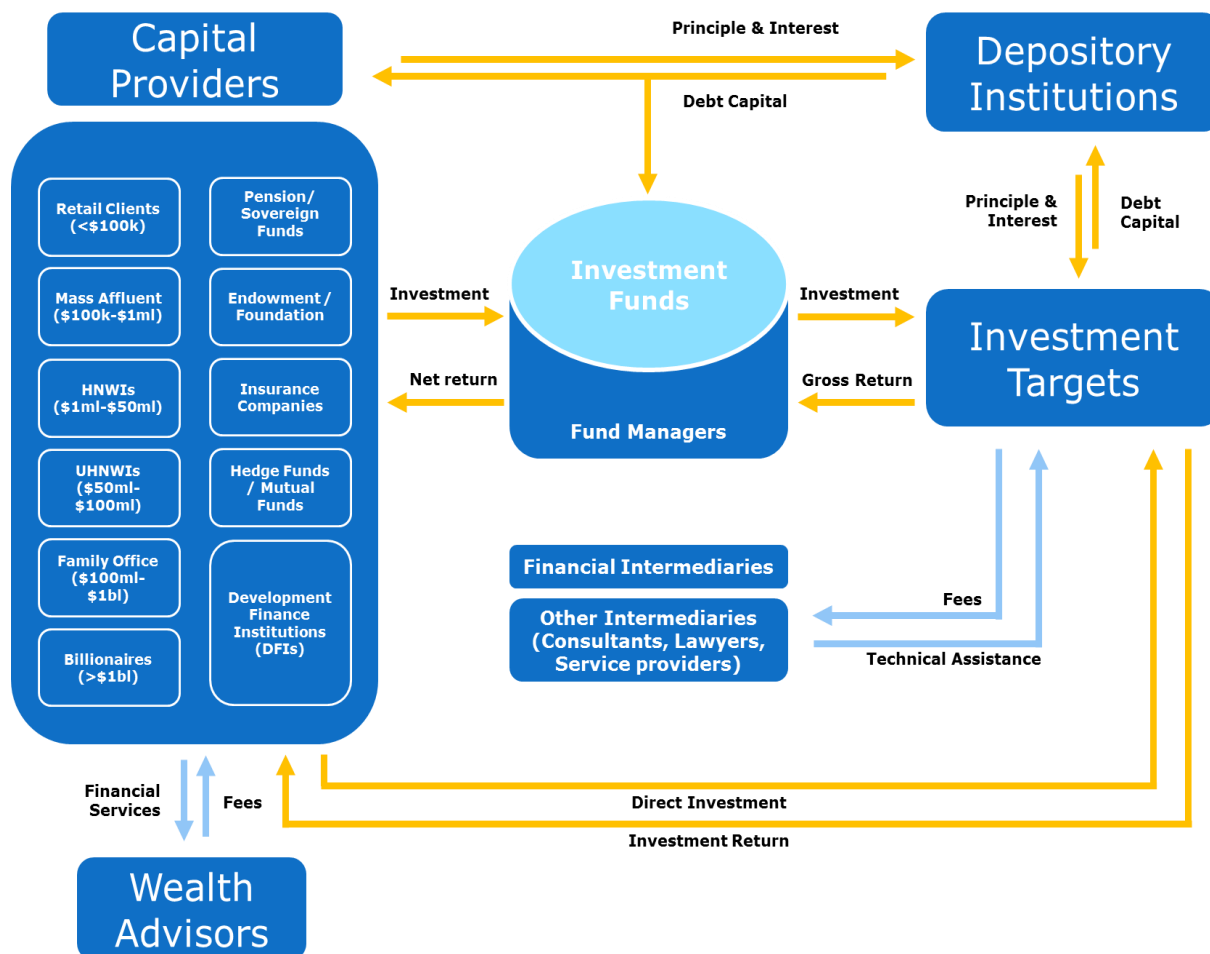 Capital
Providers
Principle & Interest
Debt Capital
Depository
Institutions
Retail Clients
(<$100k)
Mass Affluent
($100k-$1ml)
HNWIs
($1ml-$50ml)
UHNWIs
($50ml-
$100ml)
Family Office
($100ml-
$1bl)
Billionaires
(>$1bl)
Pension/
Sovereign
Funds
Endowment /
Foundation
Insurance
Companies
Hedge Funds
/ Mutual
Funds
Development
Finance
Institutions
(DFIs)
Investment
Net return
Investment
Funds
Fund Managers
Investment
Gross Return
Principle &
Interest
Debt
Capital
Investment
Targets
Financial Intermediaries
Other Intermediaries
(Consultants, Lawyers,
Service providers)
Fees
Technical Assistance
Financial
Services
Fees
Direct Investment
Investment Return
Wealth
Advisors